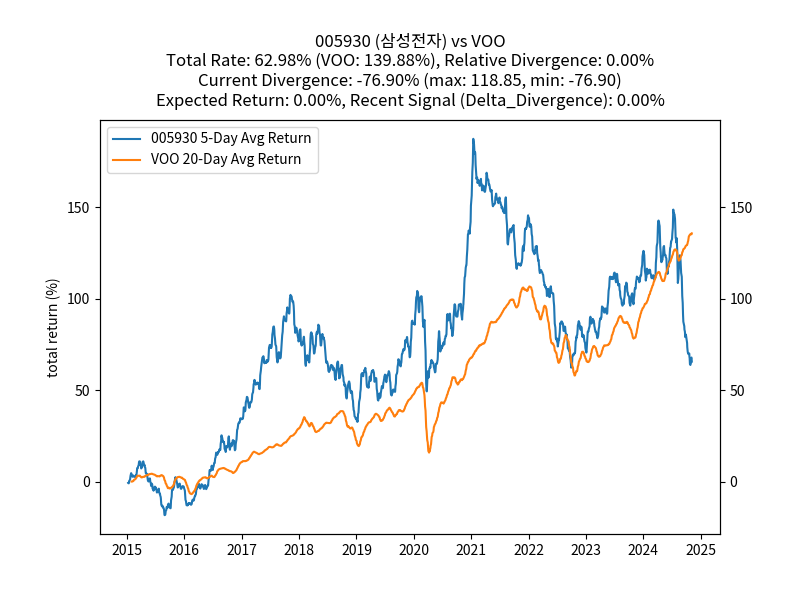 005930 (삼성전자) vs VOO
Total Rate: 62.98% (VOO: 139.88%), Relative Divergence: 0.00%
Current Divergence: -76.90% (max: 118.85, min: -76.90)
Expected Return: 0.00%, Recent Signal (Delta_Divergence): 0.00%
005930 5-Day Avg Return
VOO 20-Day Avg Return
total return (%)
150
100
50
0
150
100
50
0
2015 2016 2017 2018 2019 2020 2021 2022 2023 2024 2025